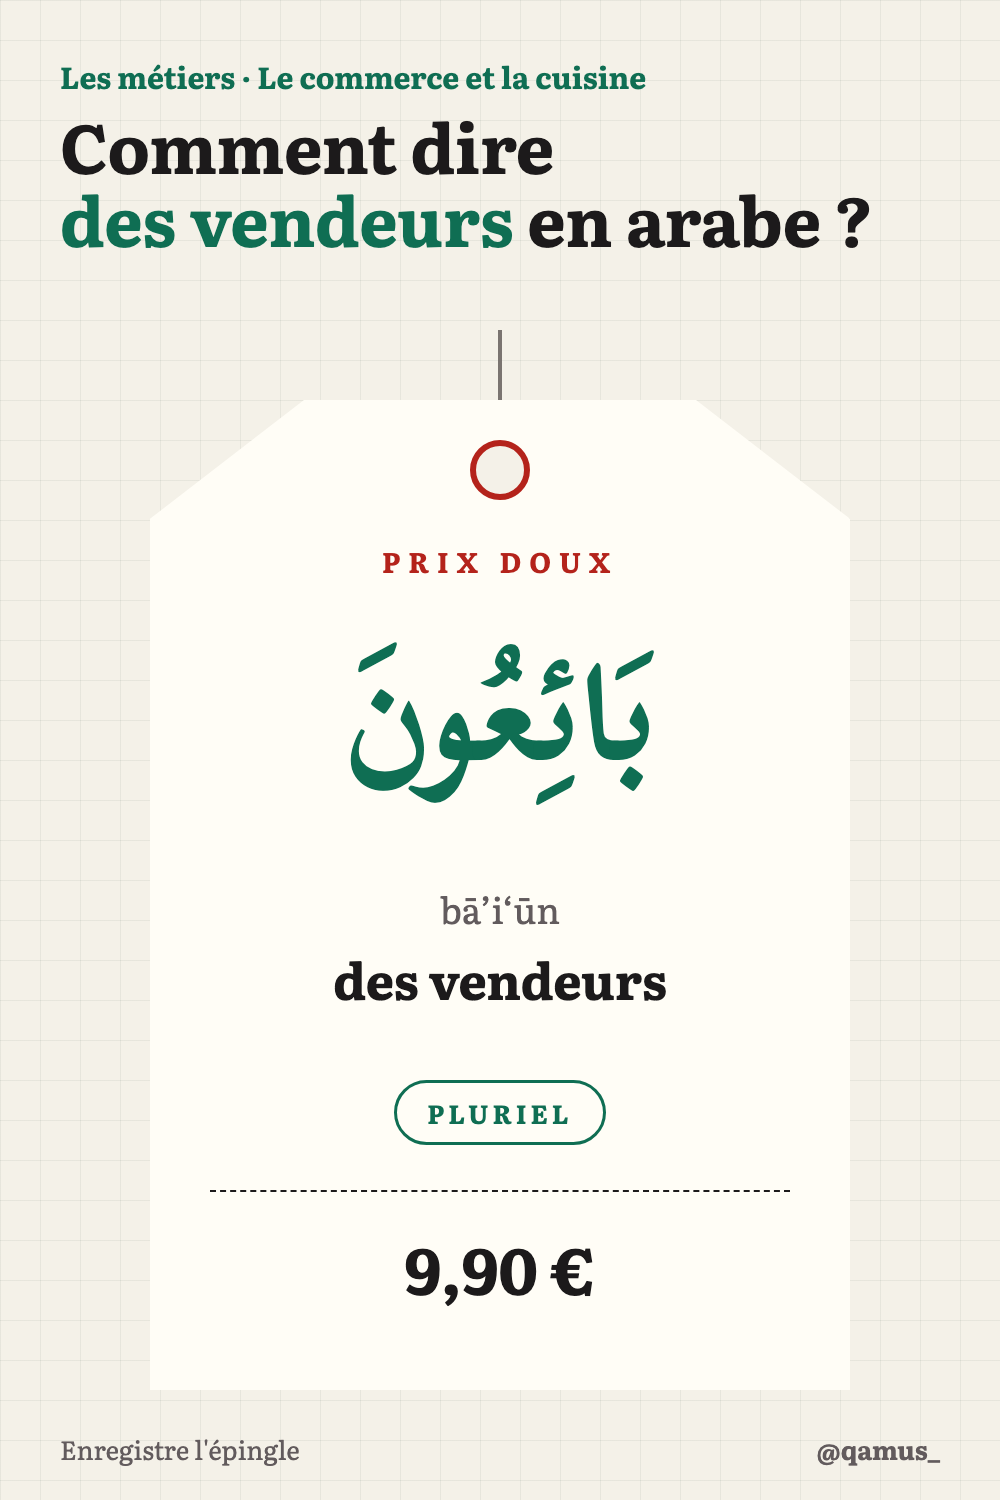 Les métiers · Le commerce et la cuisine
Comment dire
des vendeurs en arabe ?
PRIX DOUX
بَائِعُونَ
bā’i‘ūn
des vendeurs
PLURIEL
9,90 €
Enregistre l'épingle
@qamus_